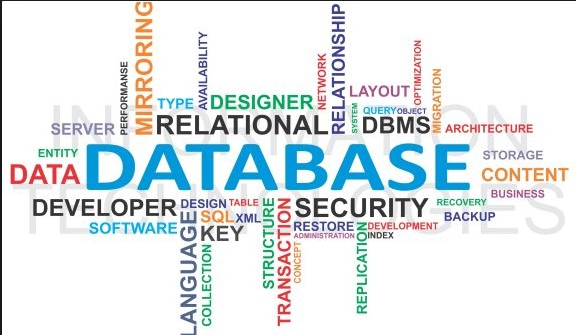 MIRRORING
PERFORMANSE
TYPE
AVAILABILITY
DESIGNER
NETWORK
RELATIONSHIP
SYSTEM
LAYOUT
QUERY
OBJECT
OPTIMIZATION
MIGRATION
INFORMATION
SERVER
RELATIONAL
DBMS
ARCHITECTURE
ENTITY
DATABASE
STORAGE
DATA
CONTENT
TECHNOLOGIES
BUSINESS
DEVELOPER
DESIGN
TABLE
SECURITY
RECOVERY
BACKUP
SOFTWARE
LANGUAGE
SQL
XML
KEY
COLLECTION
STRUCTURE
TRANSACTION
CONCEPT
RESTORE
DEVELOPMENT
ADMINISTRATION
INDEX
REPLICATION